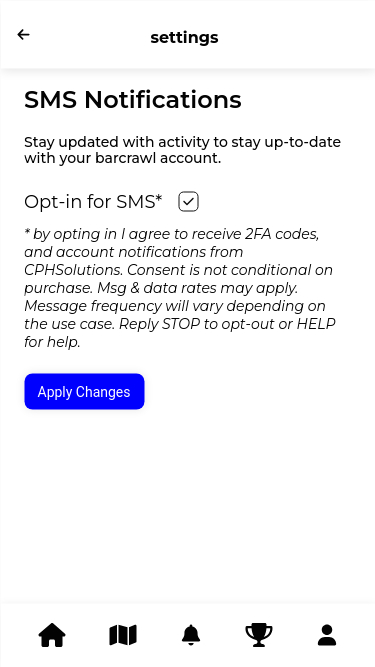 settings
SMS Notifications
Stay updated with activity to stay up-to-date
with your barcrawl account.
Opt-in for SMS*
* by opting in I agree to receive 2FA codes,
and account notifications from
CPHSolutions. Consent is not conditional on
purchase. Msg & data rates may apply.
Message frequency will vary depending on
the use case. Reply STOP to opt-out or HELP
for help.
Apply Changes